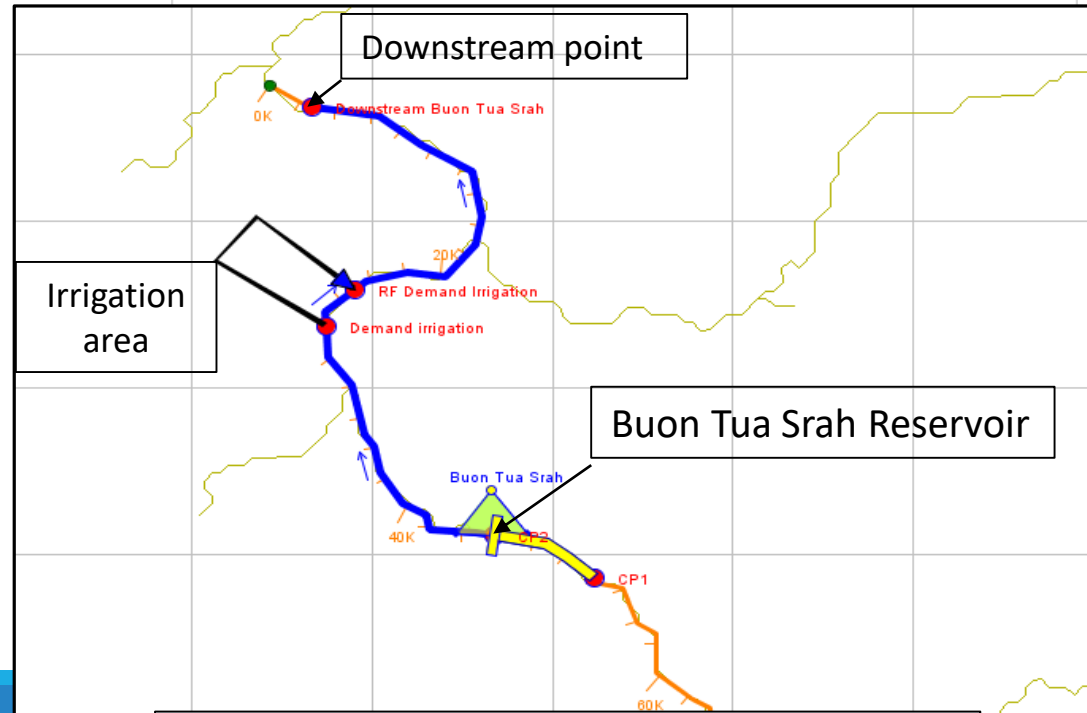 Downstream point
Downstream Buon Tua Srah
0K
20K
RF Demand Irrigation
Irrigation
area
Demand irrigation
Buon Tua Srah Reservoir
Buon Tua Srah
40K
CP2
CP1
60K